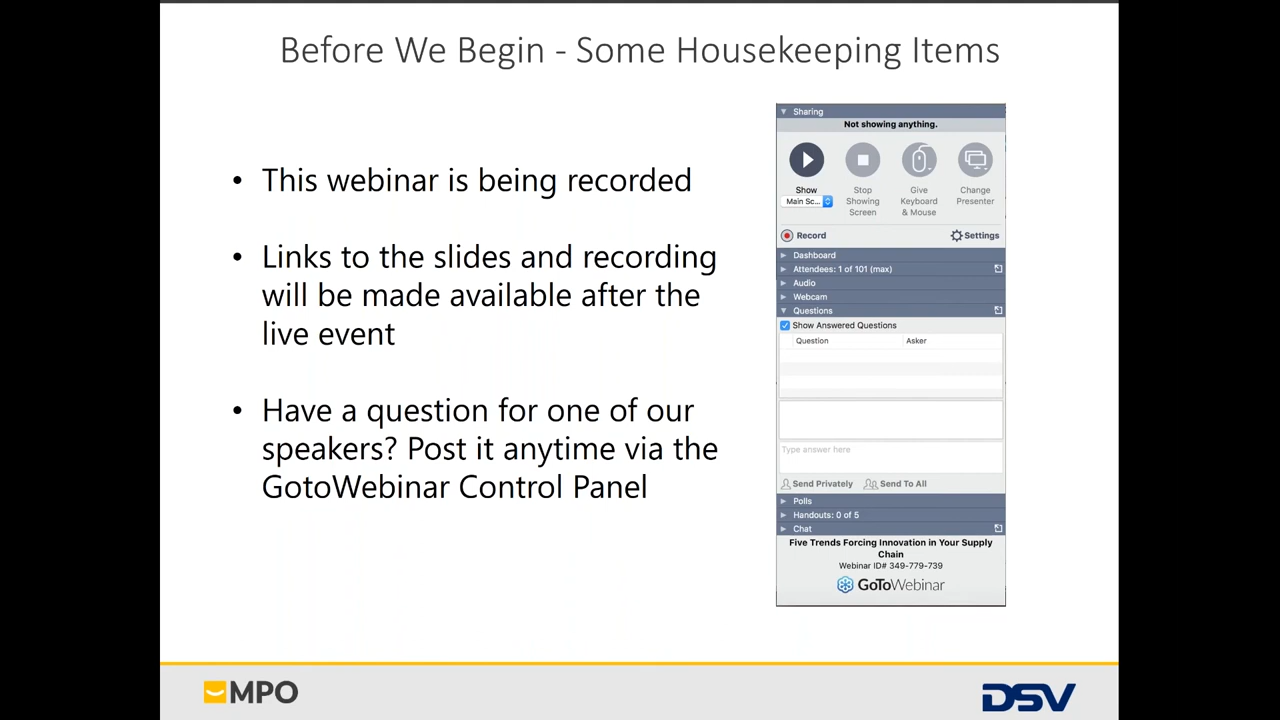 Before We Begin - Some Housekeeping Items
• This webinar is being recorded
• Links to the slides and recording
will be made available after the
live event
• Have a question for one of our
speakers? Post it anytime via the
GotoWebinar Control Panel
Sharing
Not showing anything.
Show
Main Sc...
Stop
Showing
Screen
Give
Keyboard
& Mouse
Change
Presenter
Record
Settings
Dashboard
Attendees: 1 of 101 (max)
Audio
Webcam
Questions
Show Answered Questions
Question Asker
Type answer here
Send Privately Send To All
Polls
Handouts: 0 of 5
Chat
Five Trends Forcing Innovation in Your Supply
Chain
Webinar ID# 349-779-739
GoToWebinar
MPO
DSV